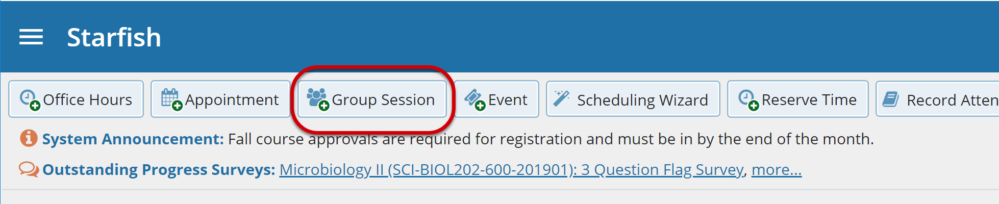 Starfish
Office Hours Appointment Group Session Event Scheduling Wizard Reserve Time Record Atten
System Announcement: Fall course approvals are required for registration and must be in by the end of the month.
Outstanding Progress Surveys: Microbiology II (SCI-BIOL202-600-201901): 3 Question Flag Survey, more...